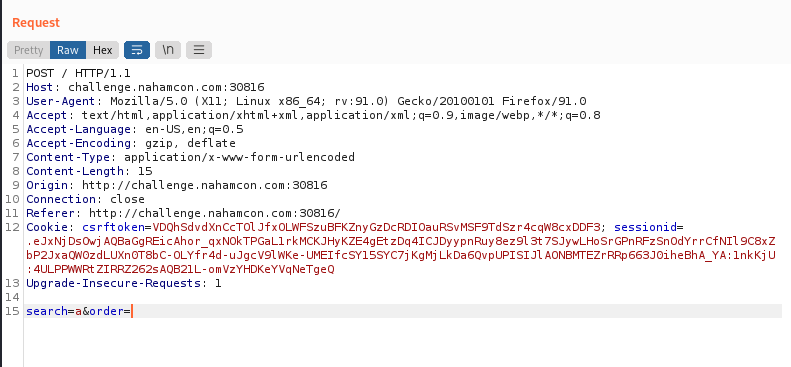 Request
Pretty Raw Hex \n
1 POST / HTTP/1.1
2 Host: challenge.nahamcon.com:30816
3 User-Agent: Mozilla/5.0 (X11; Linux x86_64; rv:91.0) Gecko/20100101 Firefox/91.0
4 Accept: text/html,application/xhtml+xml,application/xml;q=0.9,image/webp,*/*;q=0.8
5 Accept-Language: en-US,en;q=0.5
6 Accept-Encoding: gzip, deflate
7 Content-Type: application/x-www-form-urlencoded
8 Content-Length: 15
9 Origin: http://challenge.nahamcon.com:30816
10 Connection: close
11 Referer: http://challenge.nahamcon.com:30816/
12 Cookie: csrftoken=VDQhSdvdXnCcTOlJfxOLWFSzuBFKZnyGzDcRDIOauRSvMSF9TdSzr4cqW8cxDDF3; sessionid=
.eJxNjDsOwjAQBaGgREicAhor_qxNOkTPGaL1rkMCKJHyKZE4gEtzDq4ICJDyypnRuy8ez9l3t7SJywLHoSrGPnRFzSnOdYrrCfNIl9C8xZ
bP2JxaQW0zdLUXn0T8bC-OLYfr4d-uJgcV9lWKe-UMEIfcSY15SYC7jKgMjLkDa6QvpUPISIJlAONBMTEZrRRp663J0iheBhA_YA:1nkKjU
:4ULPPWWRtZIRRZ262sAQB21L-omVzYHDKeYVqNeTgeQ
13 Upgrade-Insecure-Requests: 1
14
15 search=a&order=